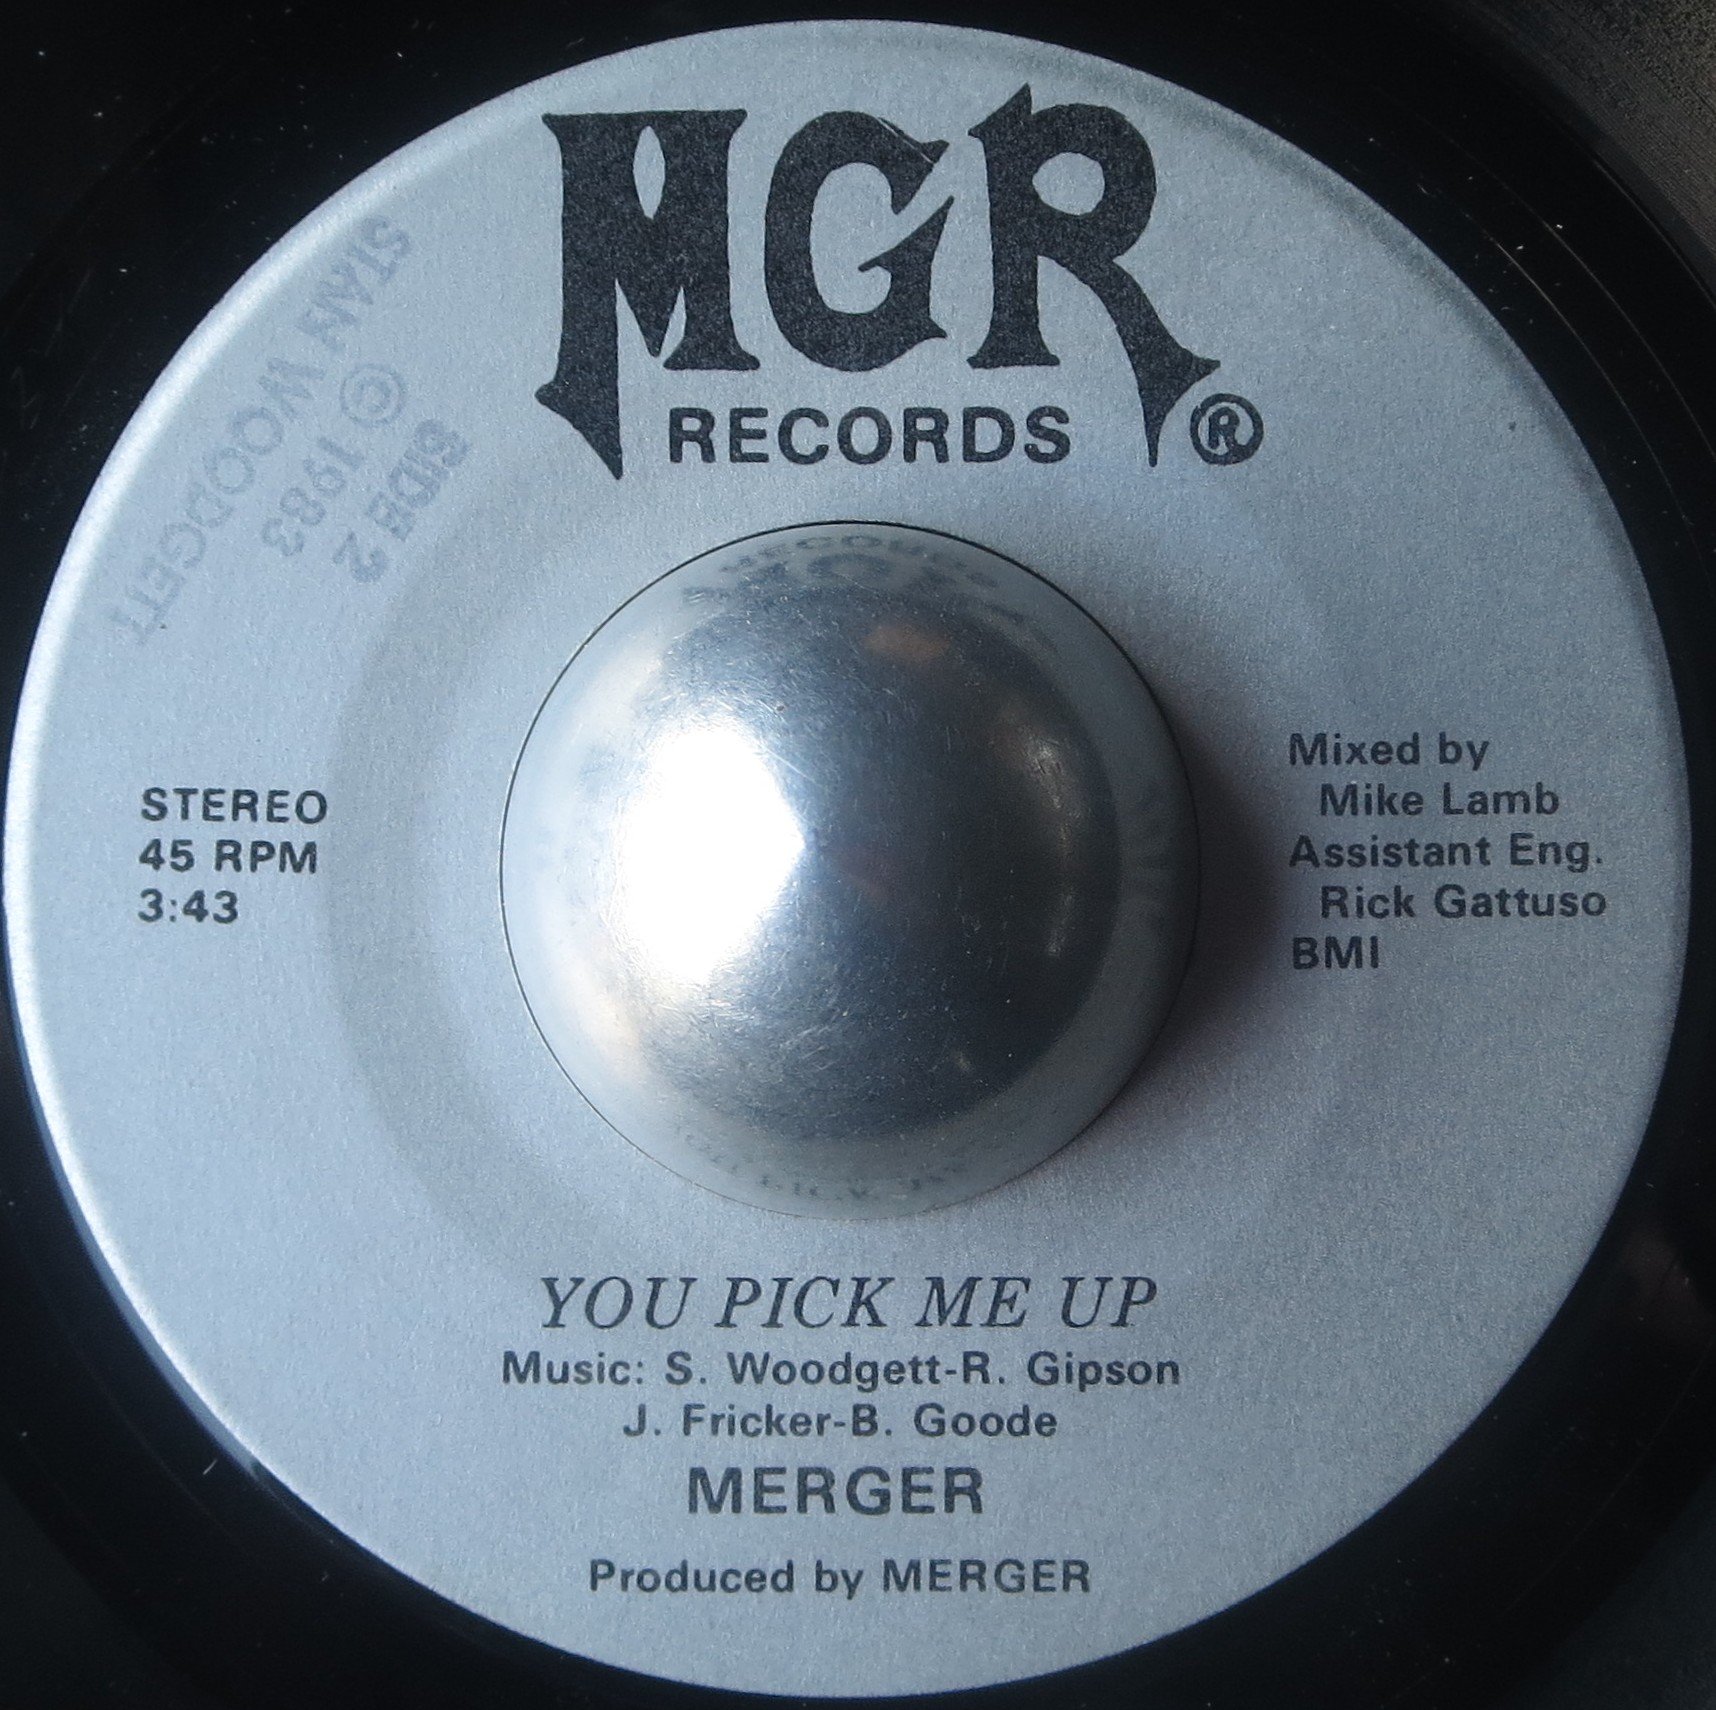 MGR
RECORDS ®
STAN WOODGETT
© 1983
SIDE 2
STEREO
45 RPM
3:43
Mixed by
Mike Lamb
Assistant Eng.
Rick Gattuso
BMI
YOU PICK ME UP
Music: S. Woodgett-R. Gipson
J. Fricker-B. Goode
MERGER
Produced by MERGER